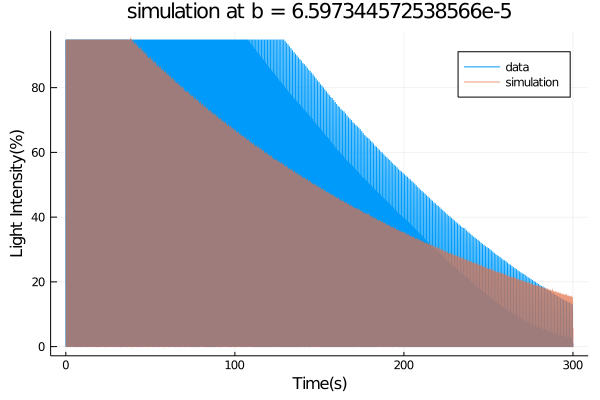 simulation at b = 6.597344572538566e-5
data
simulation
Light Intensity(%)
80
60
40
20
0
0
100
200
300
Time(s)